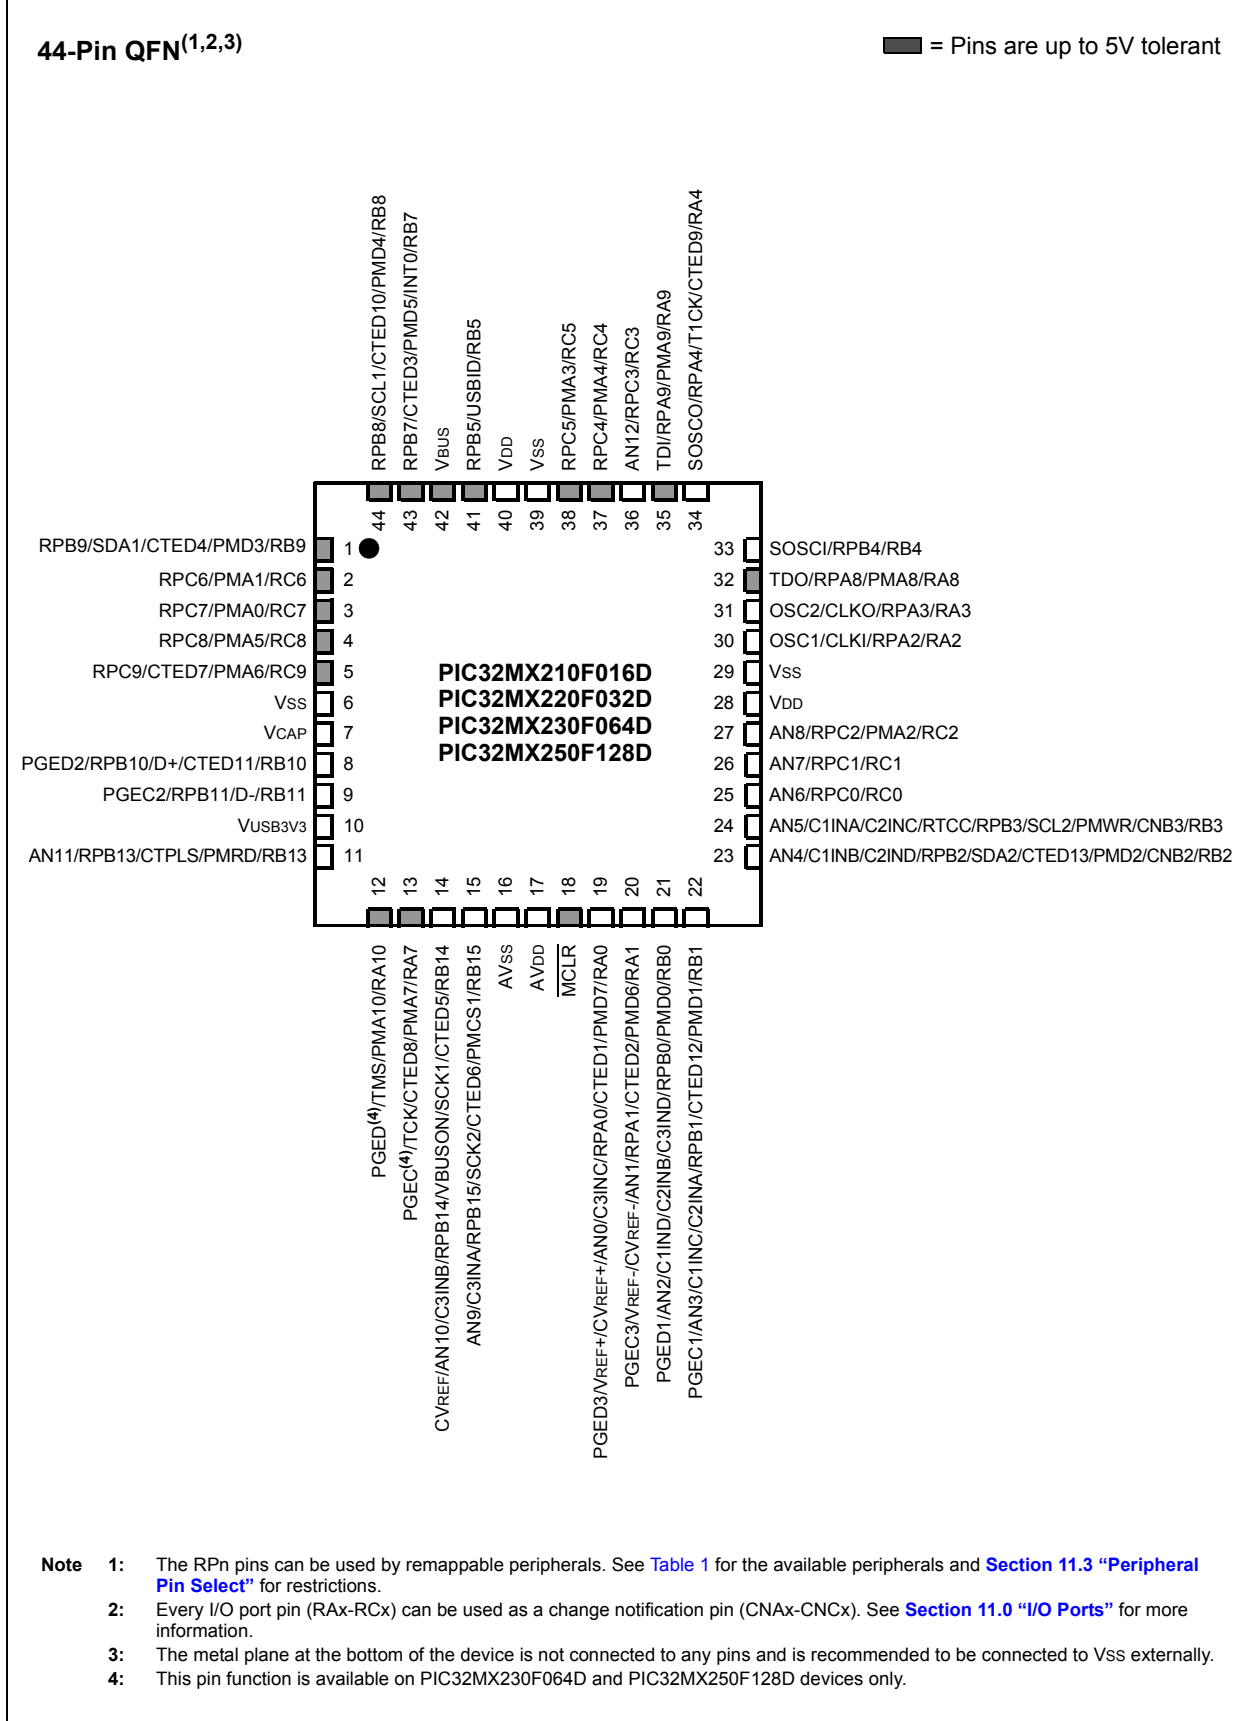 44-Pin QFN(1,2,3)
= Pins are up to 5V tolerant
RPB8/SCL1/CTED10/PMD4/RB8
RPB7/CTED3/PMD5/INT0/RB7
VBUS
RPB5/USBID/RB5
VDD
VSS
RPC5/PMA3/RC5
RPC4/PMA4/RC4
AN12/RPC3/RC3
TDI/RPA9/PMA9/RA9
SOSCO/RPA4/T1CK/CTED9/RA4
44
43
42
41
40
39
38
37
36
35
34
RPB9/SDA1/CTED4/PMD3/RB9 1
RPC6/PMA1/RC6 2
RPC7/PMA0/RC7 3
RPC8/PMA5/RC8 4
RPC9/CTED7/PMA6/RC9 5
VSS 6
VCAP 7
PGED2/RPB10/D+/CTED11/RB10 8
PGEC2/RPB11/D-/RB11 9
VUSB3V3 10
AN11/RPB13/CTPLS/PMRD/RB13 11
PIC32MX210F016D
PIC32MX220F032D
PIC32MX230F064D
PIC32MX250F128D
33 SOSCI/RPB4/RB4
32 TDO/RPA8/PMA8/RA8
31 OSC2/CLKO/RPA3/RA3
30 OSC1/CLKI/RPA2/RA2
29 VSS
28 VDD
27 AN8/RPC2/PMA2/RC2
26 AN7/RPC1/RC1
25 AN6/RPC0/RC0
24 AN5/C1INA/C2INC/RTCC/RPB3/SCL2/PMWR/CNB3/RB3
23 AN4/C1INB/C2IND/RPB2/SDA2/CTED13/PMD2/CNB2/RB2
12
13
14
15
16
17
18
19
20
21
22
PGED(4)/TMS/PMA10/RA10
PGEC(4)/TCK/CTED8/PMA7/RA7
CVREF/AN10/C3INB/RPB14/VBUSON/SCK1/CTED5/RB14
AN9/C3INA/RPB15/SCK2/CTED6/PMCS1/RB15
AVSS
AVDD
MCLR
PGED3/VREF+/CVREF+/AN0/C3INC/RPA0/CTED1/PMD7/RA0
PGEC3/VREF-/CVREF-/AN1/RPA1/CTED2/PMD6/RA1
PGED1/AN2/C1IND/C2INB/C3IND/RPB0/PMD0/RB0
PGEC1/AN3/C1INC/C2INA/RPB1/CTED12/PMD1/RB1
Note 1: The RPn pins can be used by remappable peripherals. See Table 1 for the available peripherals and Section 11.3 “Peripheral
Pin Select” for restrictions.
2: Every I/O port pin (RAx-RCx) can be used as a change notification pin (CNAx-CNCx). See Section 11.0 “I/O Ports” for more
information.
3: The metal plane at the bottom of the device is not connected to any pins and is recommended to be connected to VSS externally.
4: This pin function is available on PIC32MX230F064D and PIC32MX250F128D devices only.